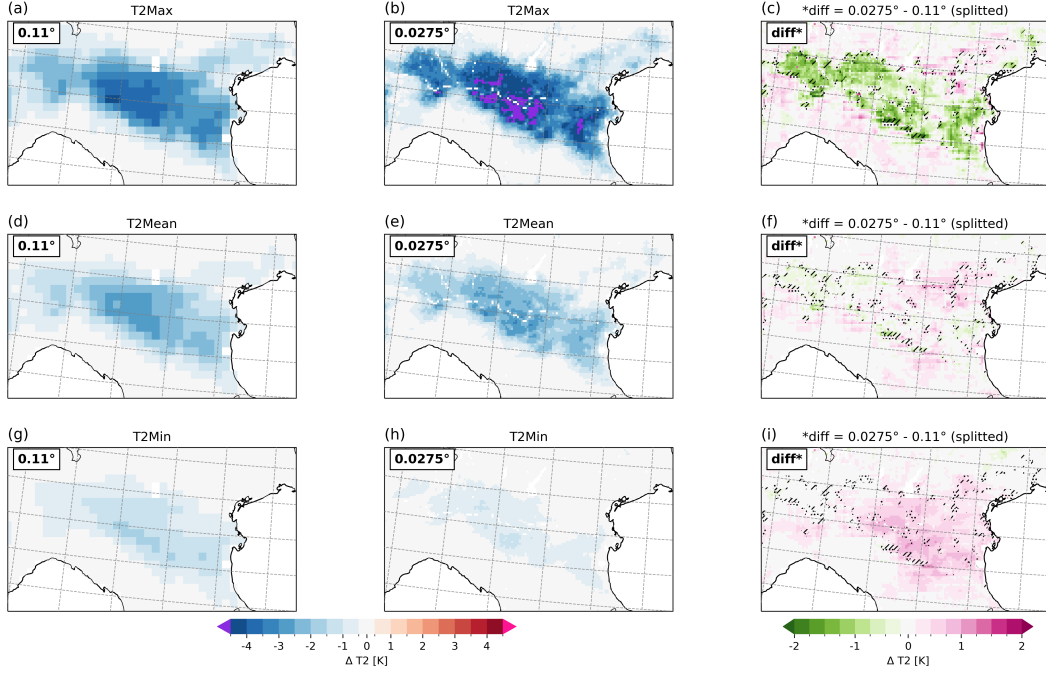 (a)
T2Max
0.11°
(b)
T2Max
0.0275°
(c)
*diff = 0.0275° - 0.11° (splitted)
diff*
(d)
T2Mean
0.11°
(e)
T2Mean
0.0275°
(f)
*diff = 0.0275° - 0.11° (splitted)
diff*
(g)
T2Min
0.11°
(h)
T2Min
0.0275°
(i)
*diff = 0.0275° - 0.11° (splitted)
diff*
-4 -3 -2 -1 0 1 2 3 4
Δ T2 [K]
-2 -1 0 1 2
Δ T2 [K]